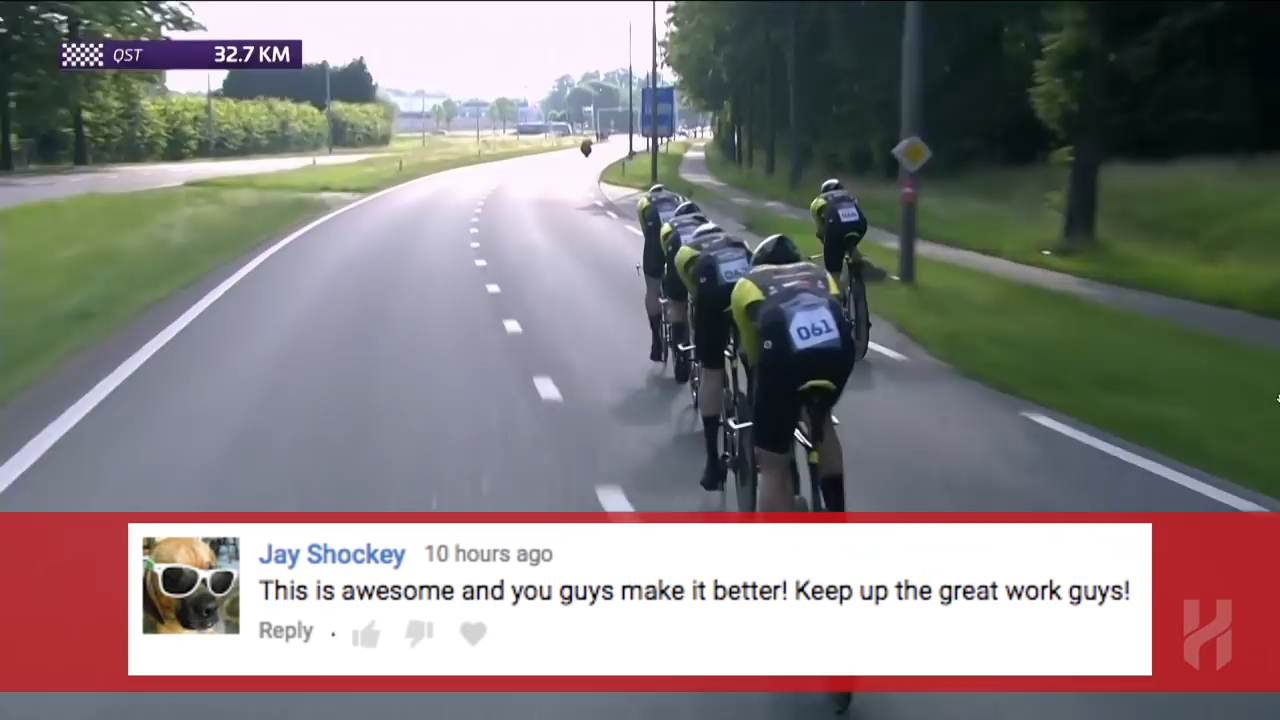 QST 32.7 KM
061
Jay Shockey 10 hours ago
This is awesome and you guys make it better! Keep up the great work guys!
Reply .